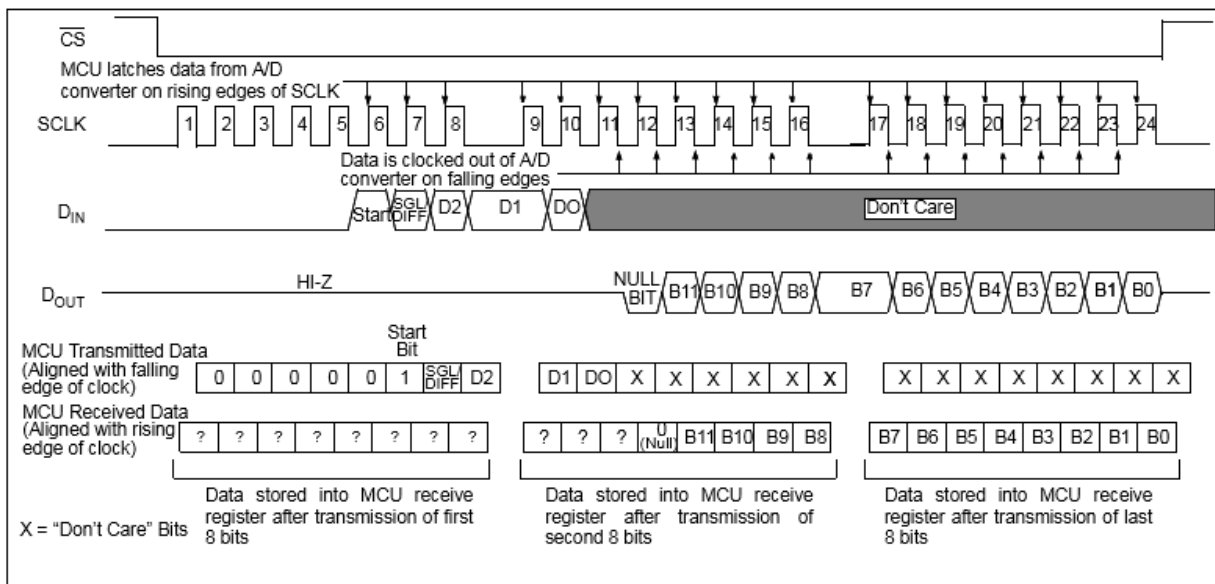 CS
MCU latches data from A/D
converter on rising edges of SCLK
SCLK
1 2 3 4 5 6 7 8 9 10 11 12 13 14 15 16 17 18 19 20 21 22 23 24
Data is clocked out of A/D
converter on falling edges
DIN
Start SGL/ DIFF D2 D1 DO Don't Care
HI-Z
DOUT
NULL BIT B11 B10 B9 B8 B7 B6 B5 B4 B3 B2 B1 B0
Start
Bit
MCU Transmitted Data
(Aligned with falling
edge of clock)
0 0 0 0 0 1 SGL/ DIFF D2 D1 DO X X X X X X X X X X X X X X
MCU Received Data
(Aligned with rising
edge of clock)
? ? ? ? ? ? ? ? ? ? ? 0 (Null) B11 B10 B9 B8 B7 B6 B5 B4 B3 B2 B1 B0
Data stored into MCU receive
register after transmission of first
8 bits
Data stored into MCU receive
register after transmission of
second 8 bits
Data stored into MCU receive
register after transmission of last
8 bits
X = “Don't Care” Bits